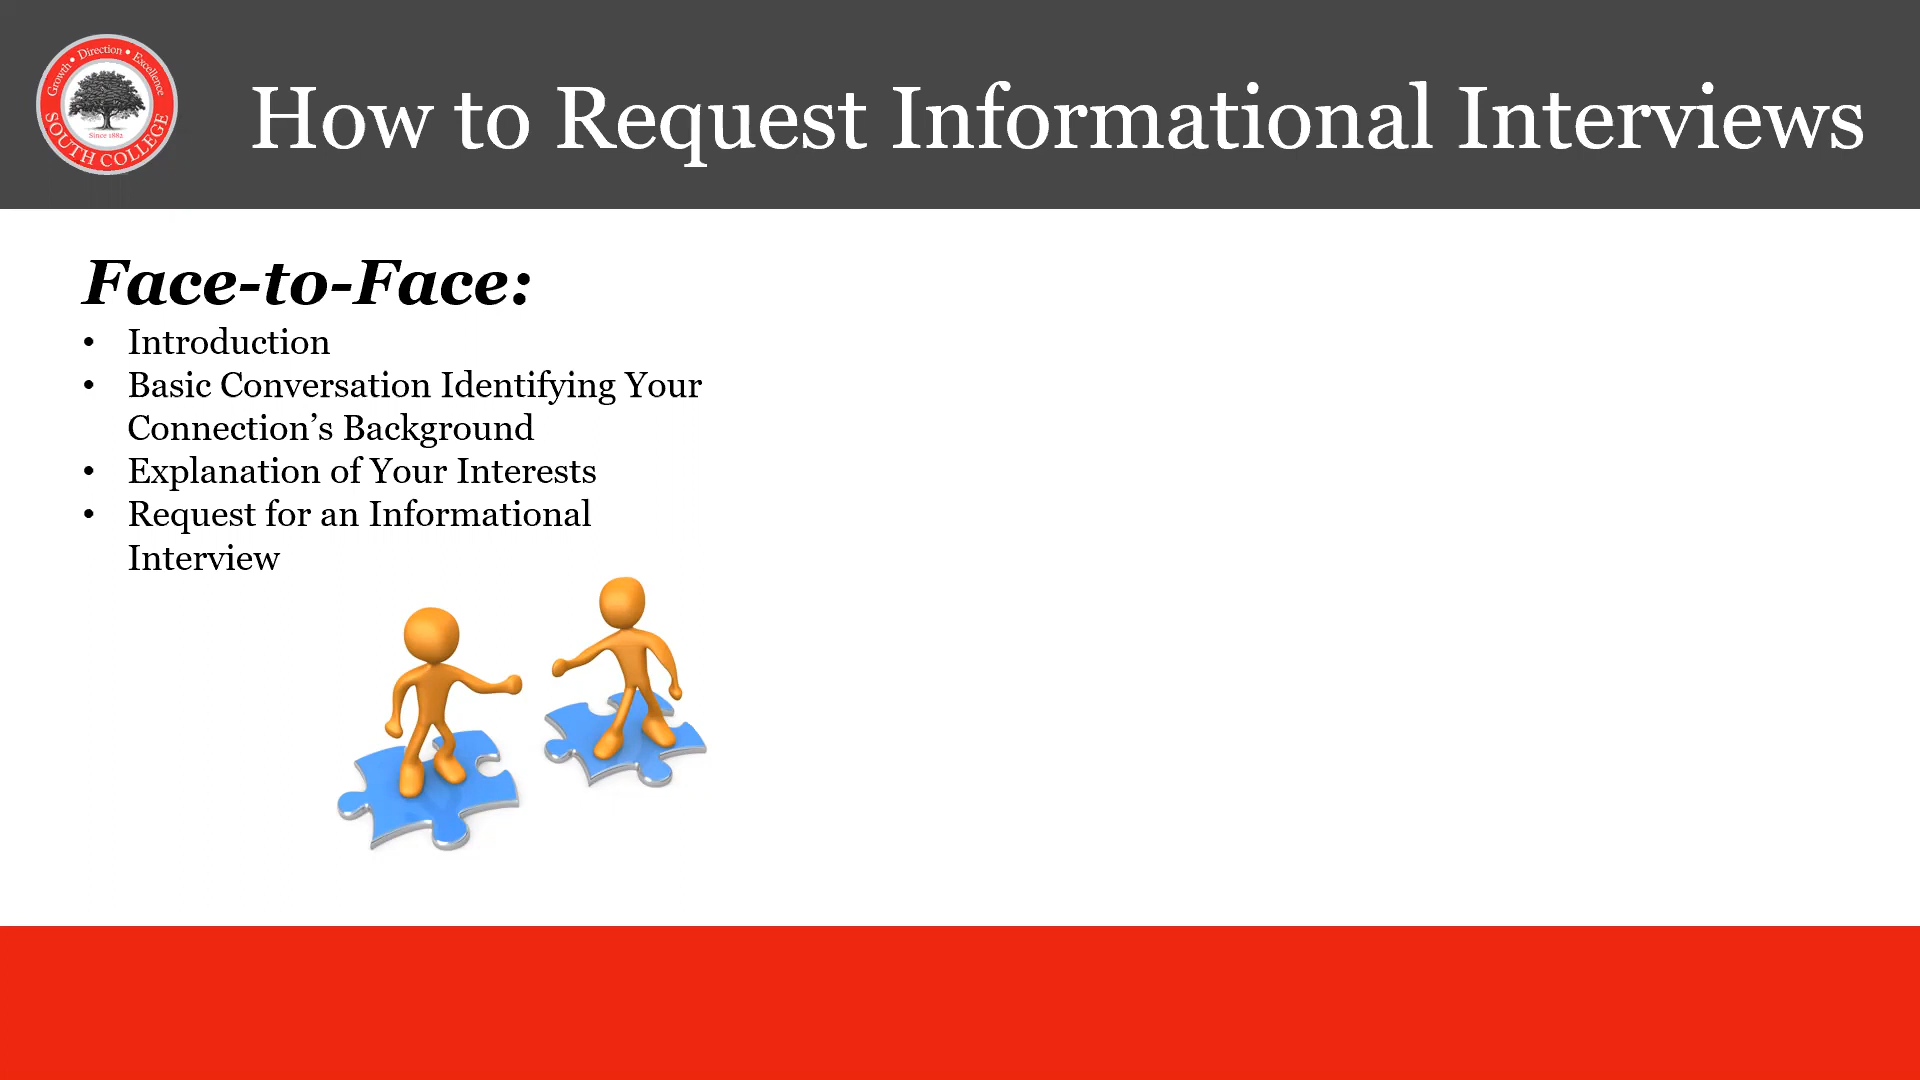 Growth • Direction • Excellence
Since 1882
SOUTH COLLEGE
How to Request Informational Interviews
Face-to-Face:
• Introduction
• Basic Conversation Identifying Your
Connection’s Background
• Explanation of Your Interests
• Request for an Informational
Interview